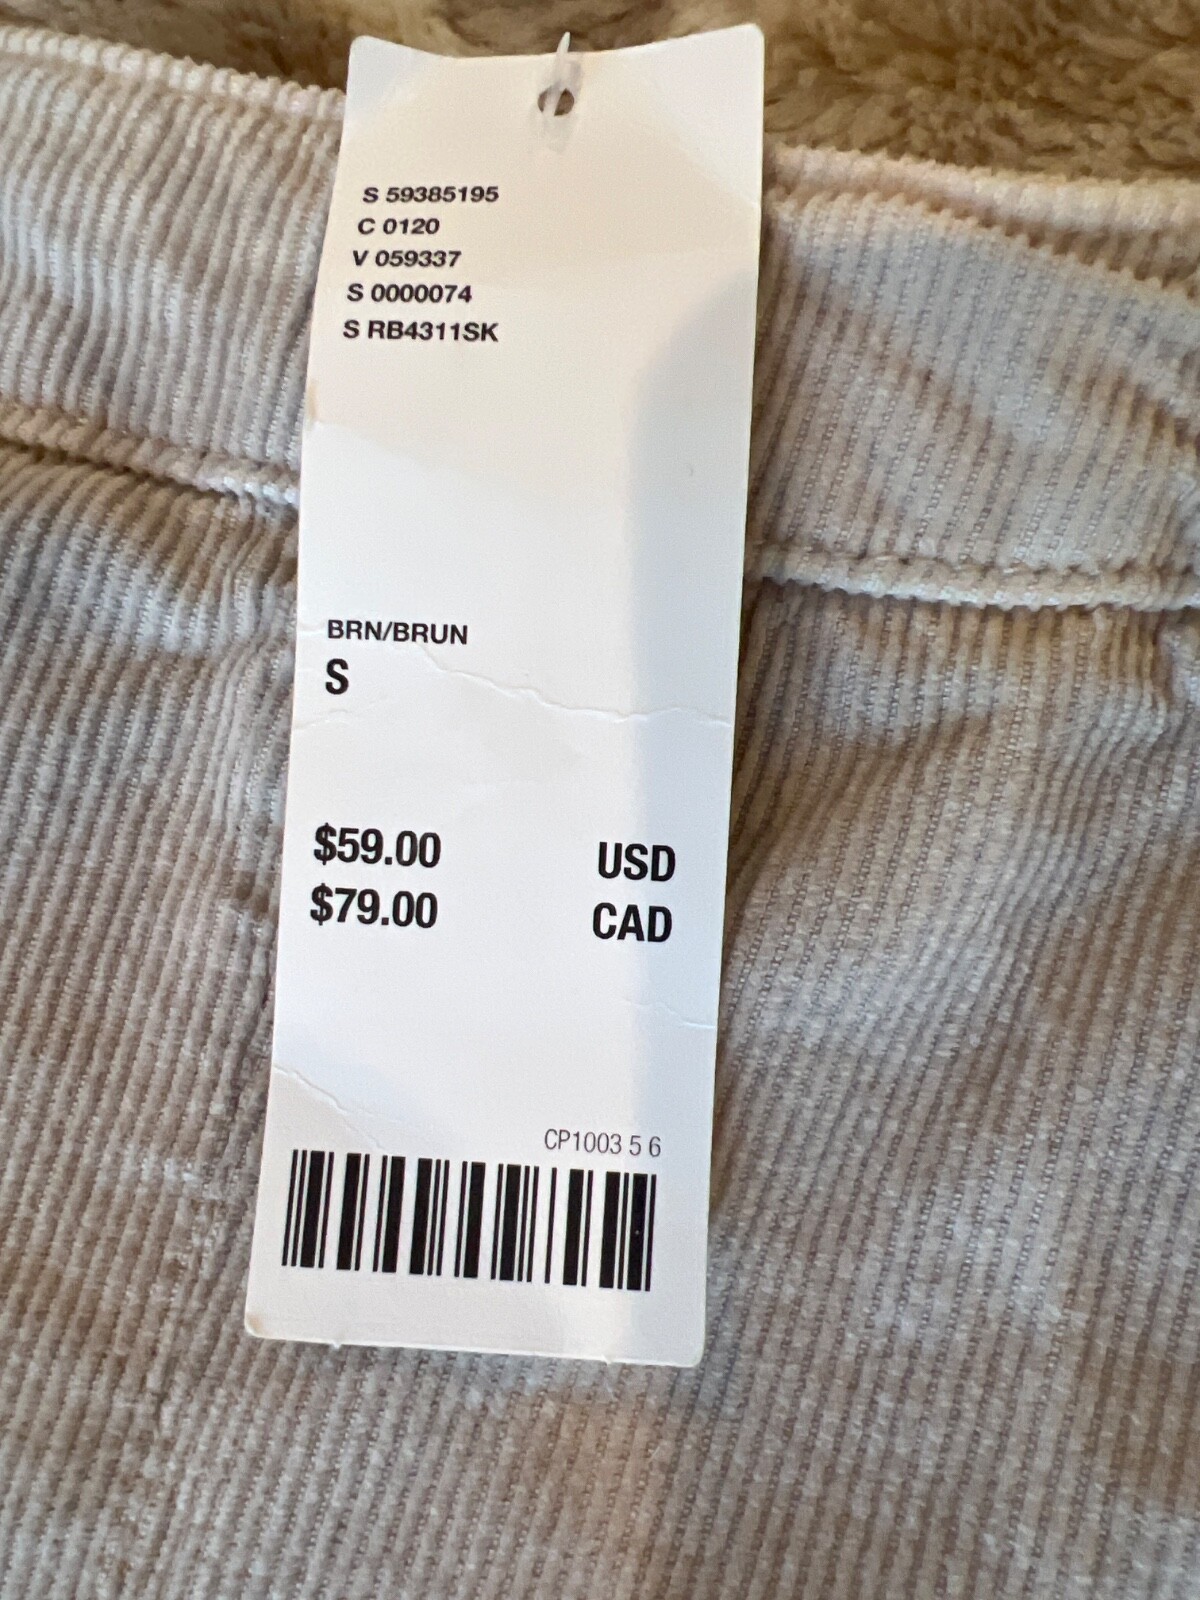 S 59385195
C 0120
V 059337
S 0000074
S RB4311SK
BRN/BRUN
S
$59.00 USD
$79.00 CAD
CP1003 5 6